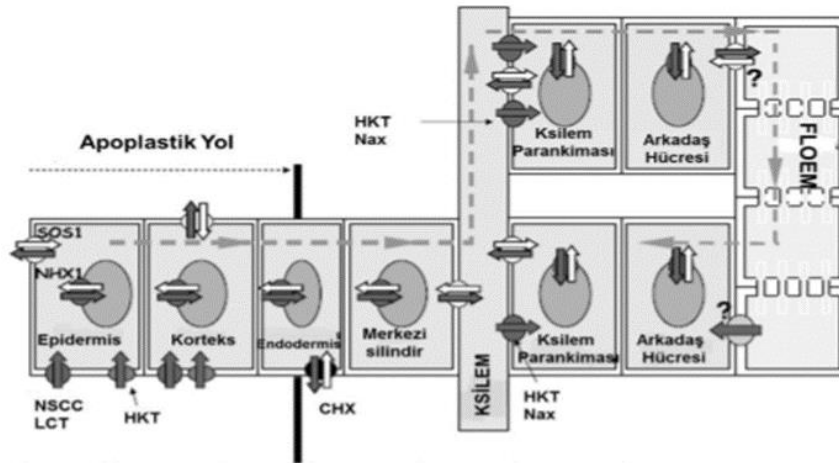 HKT
Nax
Ksilem
Parankiması
Arkadaş
Hücresi
?
FLOEM
Apoplastik Yol
SOS1
NHX1
Epidermis
Korteks
Endodermis
Merkezi
silindir
KSİLEM
Ksilem
Parankiması
Arkadaş
Hücresi
?
NSCC
LCT
HKT
CHX
HKT
Nax